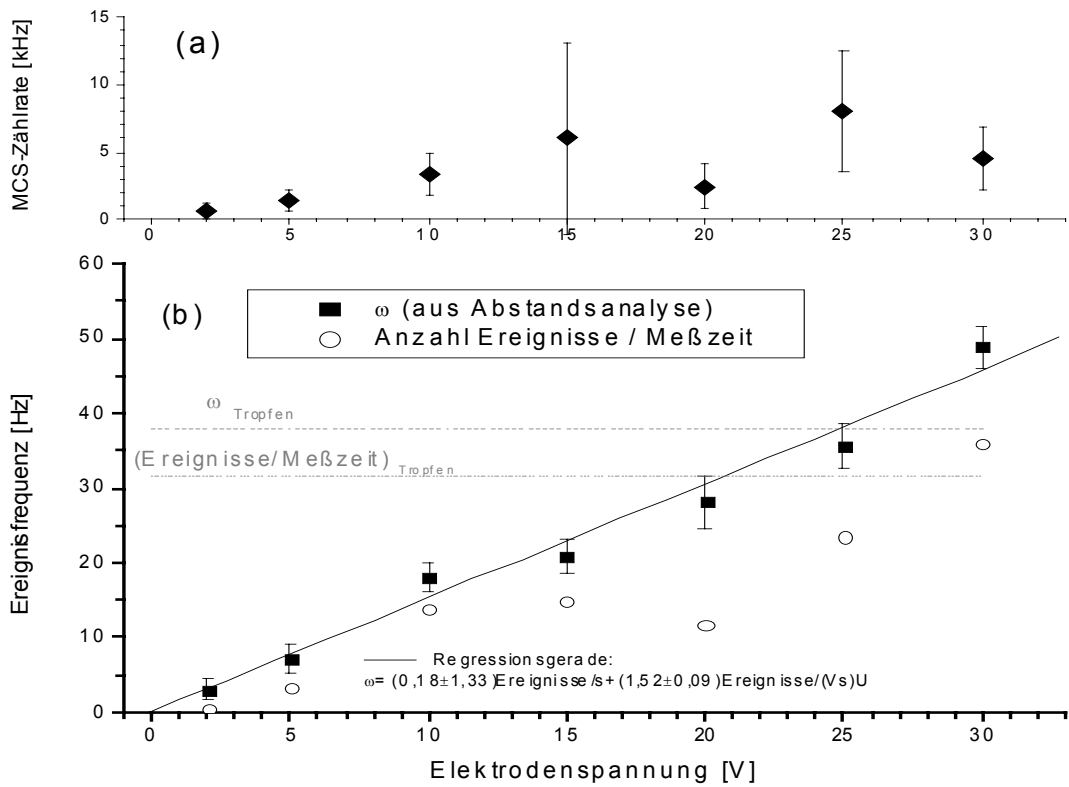 (a)
MCS-Zählrate [kHz]
15
10
5
0
0 5 10 15 20 25 30
(b)
ω (aus Abstandsanalyse)
Anzahl Ereignisse / Meßzeit
Ereignisfrequenz [Hz]
60
50
40
30
20
10
0
ω Tropfen
(Ereignisse/Meßzeit) Tropfen
Regressionsgerade:
ω= (0,18±1,33)Ereignisse/s+(1,52±0,09)Ereignisse/(Vs)U
0 5 10 15 20 25 30
Elektrodenspannung [V]